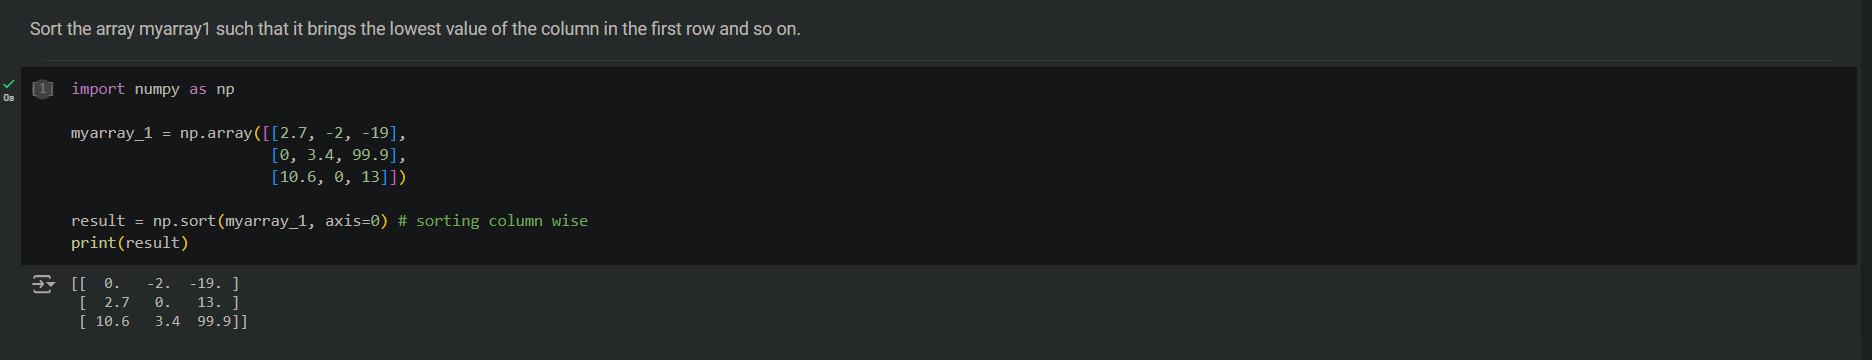 Sort the array myarray1 such that it brings the lowest value of the column in the first row and so on.
[1] import numpy as np
0s
myarray_1 = np.array([[2.7, -2, -19],
[0, 3.4, 99.9],
[10.6, 0, 13]])
result = np.sort(myarray_1, axis=0) # sorting column wise
print(result)
[[  0.   -2.  -19. ]
 [  2.7   0.   13. ]
 [ 10.6   3.4  99.9]]